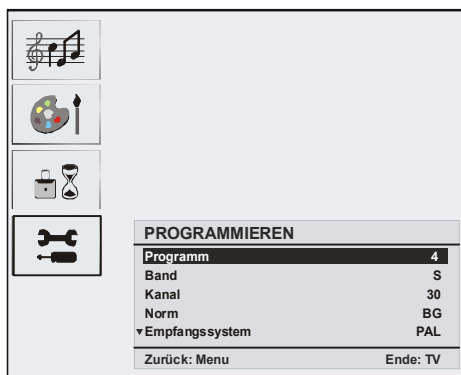 PROGRAMMIEREN
Programm 4
Band S
Kanal 30
Norm BG
▾Empfangssystem PAL
Zurück: Menu Ende: TV